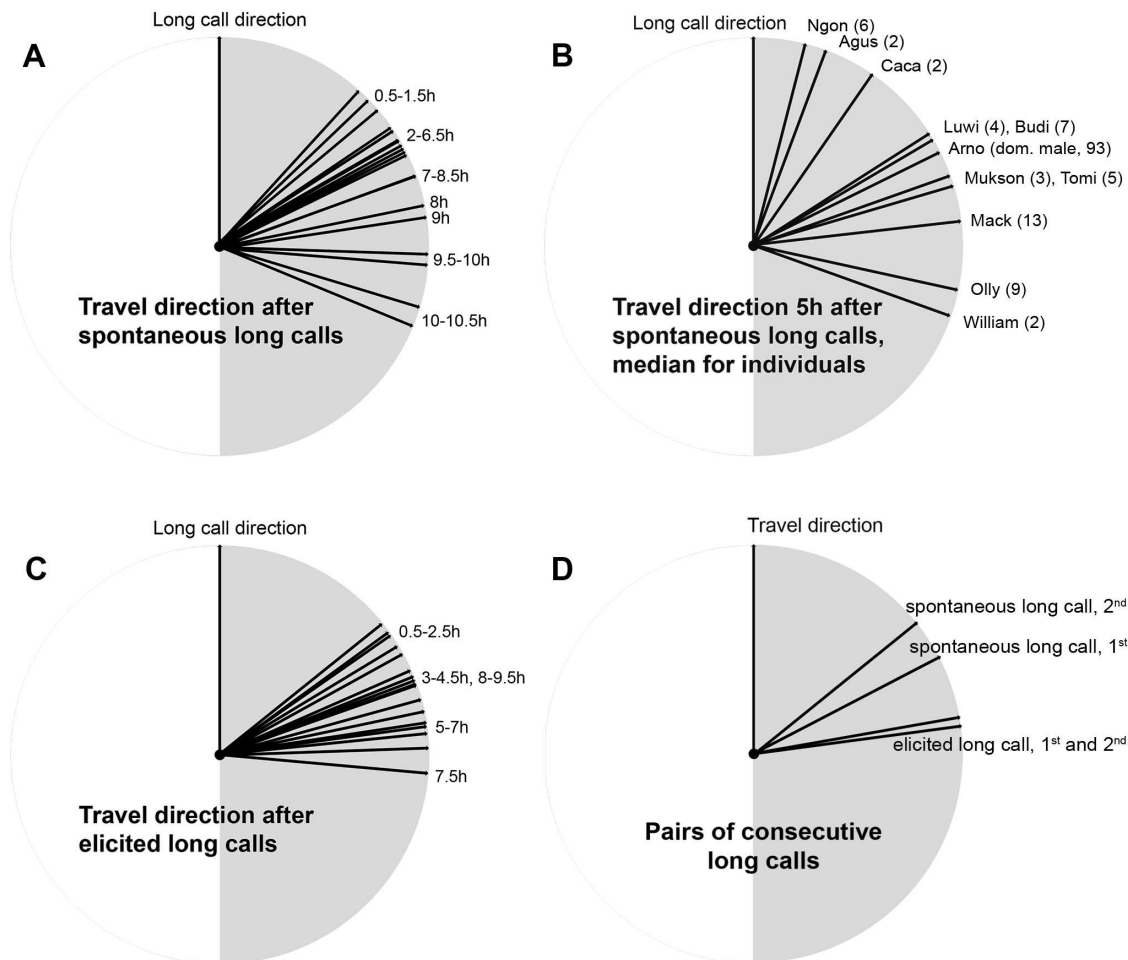 A
Long call direction
0.5-1.5h
2-6.5h
7-8.5h
8h
9h
9.5-10h
10-10.5h
Travel direction after
spontaneous long calls
B
Long call direction
Ngon (6)
Agus (2)
Caca (2)
Luwi (4), Budi (7)
Arno (dom. male, 93)
Mukson (3), Tomi (5)
Mack (13)
Olly (9)
William (2)
Travel direction 5h after
spontaneous long calls,
median for individuals
C
Long call direction
0.5-2.5h
3-4.5h, 8-9.5h
5-7h
7.5h
Travel direction after
elicited long calls
D
Travel direction
spontaneous long call, 2nd
spontaneous long call, 1st
elicited long call, 1st and 2nd
Pairs of consecutive
long calls